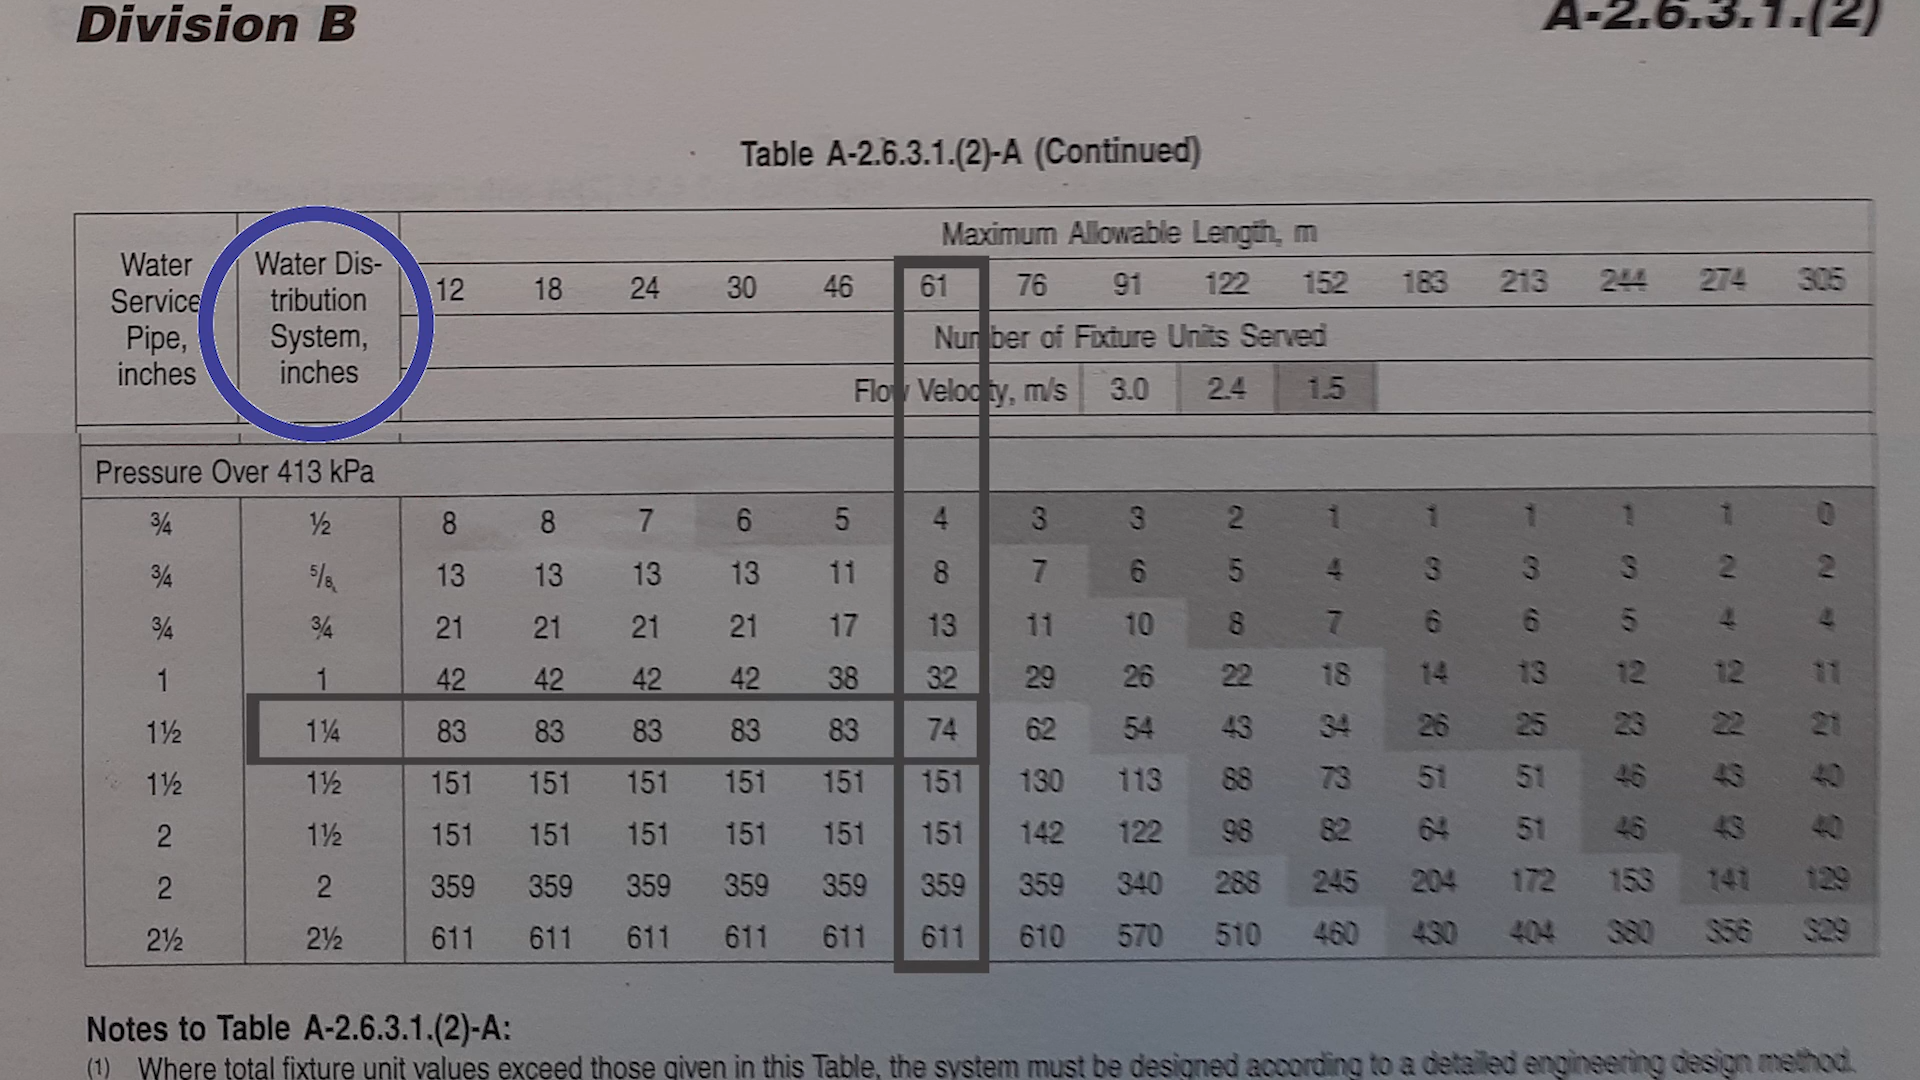 Division B
A-2.6.3.1.(2)
Table A-2.6.3.1.(2)-A (Continued)
Water Service Pipe, inches
Water Dis-tribution System, inches
Maximum Allowable Length, m
12 18 24 30 46 61 76 91 122 152 183 213 244 274 305
Number of Fixture Units Served
Flow Velocity, m/s 3.0 2.4 1.5
Pressure Over 413 kPa
¾ ½ 8 8 7 6 5 4 3 3 2 1 1 1 1 1 0
¾ ⅝ 13 13 13 13 11 8 7 6 5 4 3 3 3 2 2
¾ ¾ 21 21 21 21 17 13 11 10 8 7 6 6 5 4 4
1 1 42 42 42 42 38 32 29 26 22 18 14 13 12 12 11
1½ 1¼ 83 83 83 83 83 74 62 54 43 34 26 25 23 22 21
1½ 1½ 151 151 151 151 151 151 130 113 88 73 51 51 46 43 40
2 1½ 151 151 151 151 151 151 142 122 98 82 64 51 46 43 40
2 2 359 359 359 359 359 359 359 340 288 245 204 172 153 141 129
2½ 2½ 611 611 611 611 611 611 610 570 510 460 430 404 380 356 329
Notes to Table A-2.6.3.1.(2)-A:
(1) Where total fixture unit values exceed those given in this Table, the system must be designed according to a detailed engineering design method.